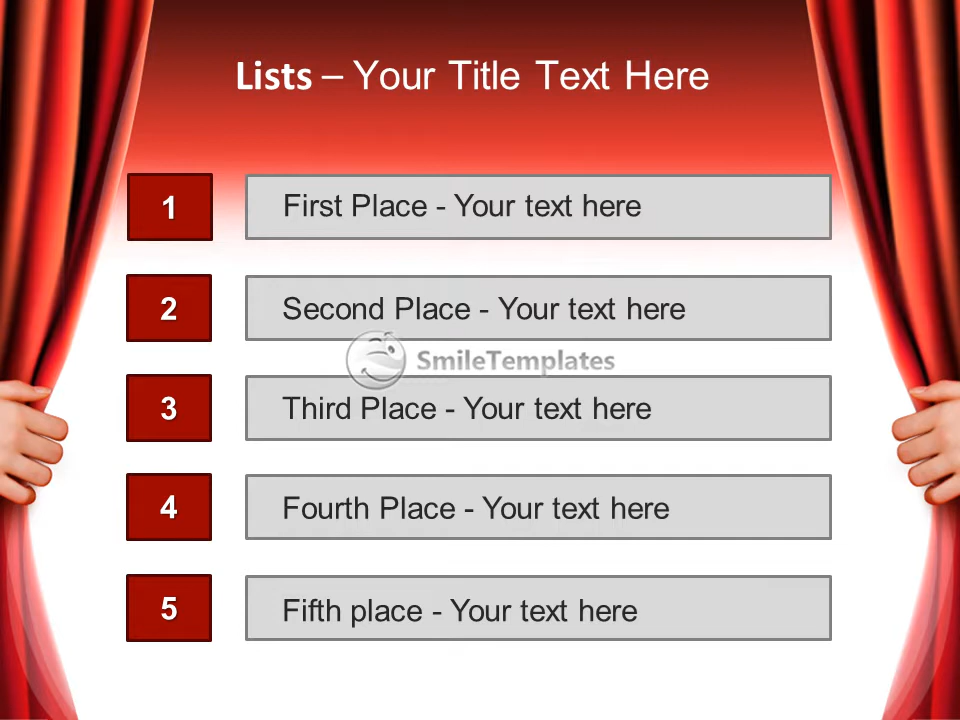 Lists – Your Title Text Here
1
First Place - Your text here
2
Second Place - Your text here
SmileTemplates
3
Third Place - Your text here
4
Fourth Place - Your text here
5
Fifth place - Your text here